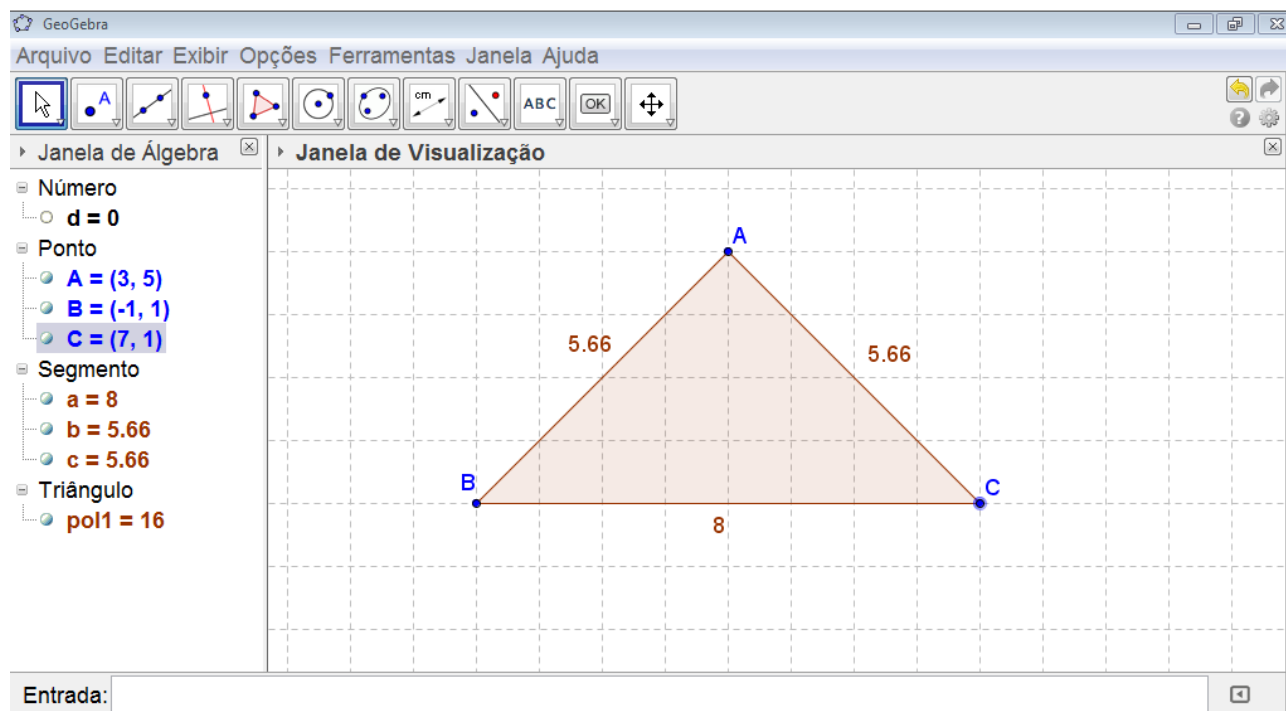 GeoGebra
Arquivo Editar Exibir Opções Ferramentas Janela Ajuda
A cm ABC OK
Janela de Álgebra
Janela de Visualização
Número
d = 0
Ponto
A = (3, 5)
B = (-1, 1)
C = (7, 1)
Segmento
a = 8
b = 5.66
c = 5.66
Triângulo
pol1 = 16
A
5.66
5.66
B
C
8
Entrada: